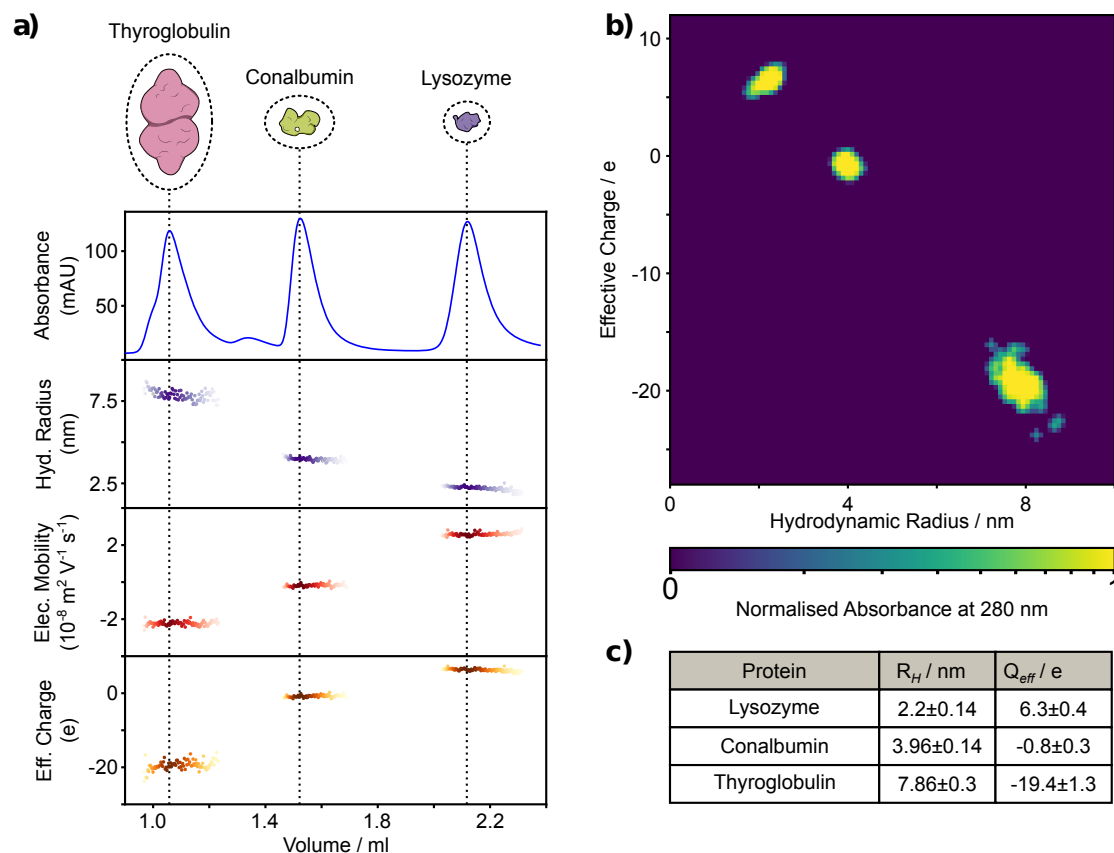 a)
Thyroglobulin
Conalbumin
Lysozyme
Absorbance
(mAU)
100
50
Hyd. Radius
(nm)
7.5
2.5
Elec. Mobility
(10⁻⁸ m² V⁻¹ s⁻¹)
2
-2
Eff. Charge
(e)
0
-20
1.0
1.4
1.8
2.2
Volume / ml
b)
Effective Charge / e
10
0
-10
-20
0
4
8
Hydrodynamic Radius / nm
0
1
Normalised Absorbance at 280 nm
c)
Protein R_H / nm Q_eff / e
Lysozyme 2.2±0.14 6.3±0.4
Conalbumin 3.96±0.14 -0.8±0.3
Thyroglobulin 7.86±0.3 -19.4±1.3